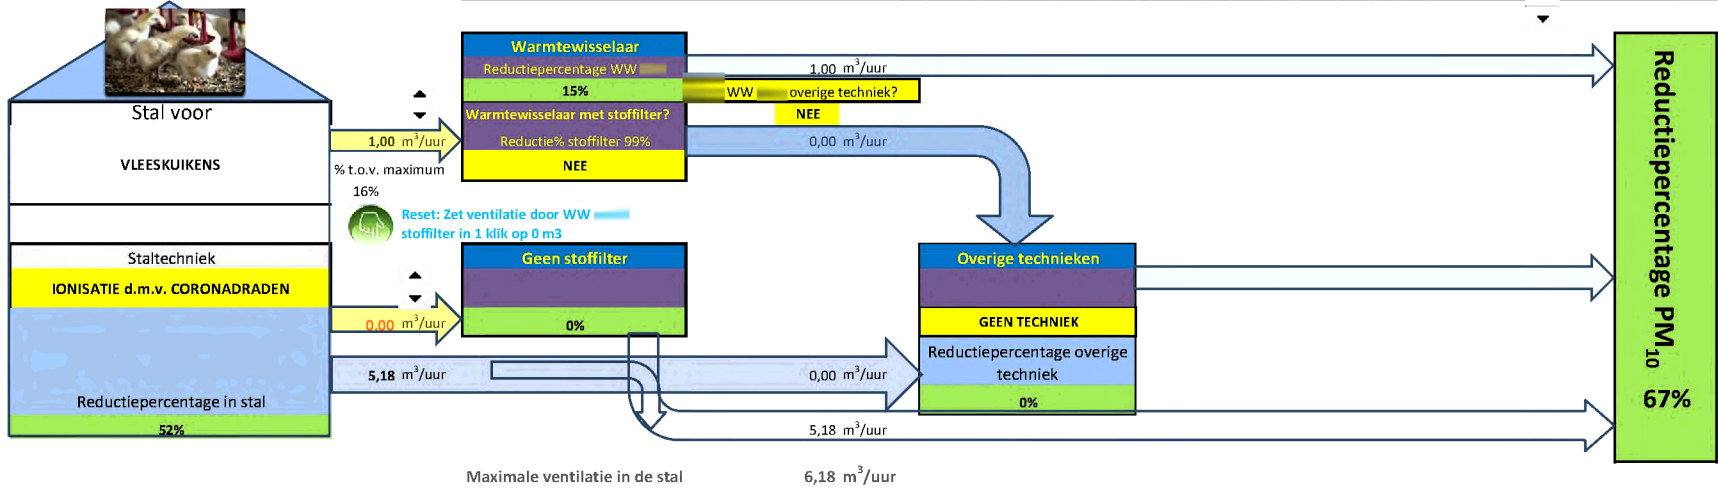 Stal voor
VLEESKUIKENS
Staltechniek
IONISATIE d.m.v. CORONADRADEN
Reductiepercentage in stal
52%
1,00 m³/uur
% t.o.v. maximum
16%
Reset: Zet ventilatie door WW
stoffilter in 1 klik op 0 m3
0,00 m³/uur
5,18 m³/uur
Warmtewisselaar
Reductiepercentage WW
15%
Warmtewisselaar met stoffilter?
Reductie% stoffilter 99%
NEE
WW overige techniek?
NEE
1,00 m³/uur
0,00 m³/uur
Geen stoffilter
0%
0,00 m³/uur
5,18 m³/uur
Overige technieken
GEEN TECHNIEK
Reductiepercentage overige
techniek
0%
Maximale ventilatie in de stal 6,18 m³/uur
Reductiepercentage PM₁₀
67%